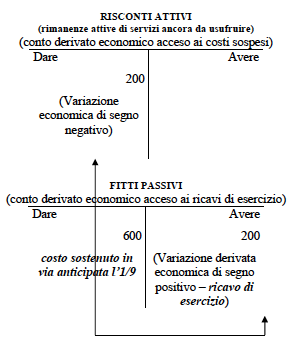 RISCONTI ATTIVI
(rimanenze attive di servizi ancora da usufruire)
(conto derivato economico acceso ai costi sospesi)
Dare Avere
200
(Variazione
economica di segno
negativo)
FITTI PASSIVI
(conto derivato economico acceso ai ricavi di esercizio)
Dare Avere
600 200
costo sostenuto in (Variazione derivata
via anticipata l'1/9 economica di segno
positivo – ricavo di
esercizio)